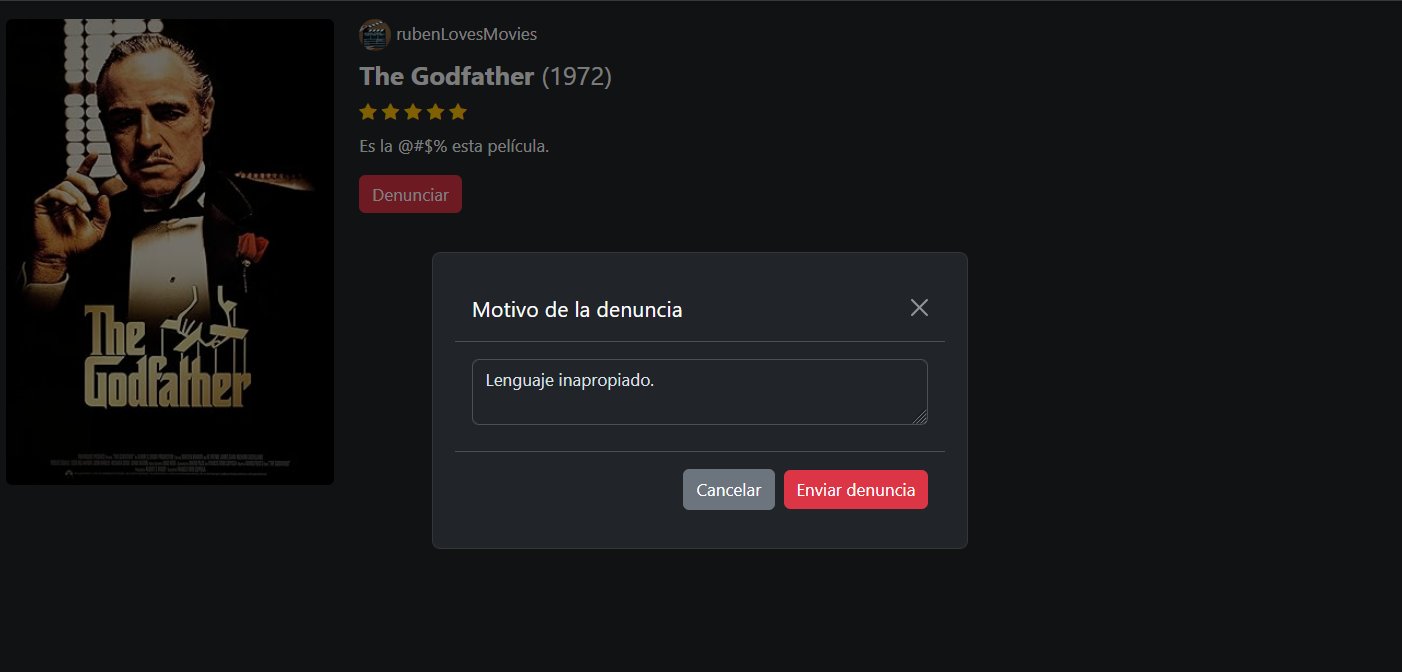 rubenLovesMovies
The Godfather (1972)
Es la @#$% esta película.
Denunciar
Motivo de la denuncia
Lenguaje inapropiado.
Cancelar
Enviar denuncia
The
Godfather